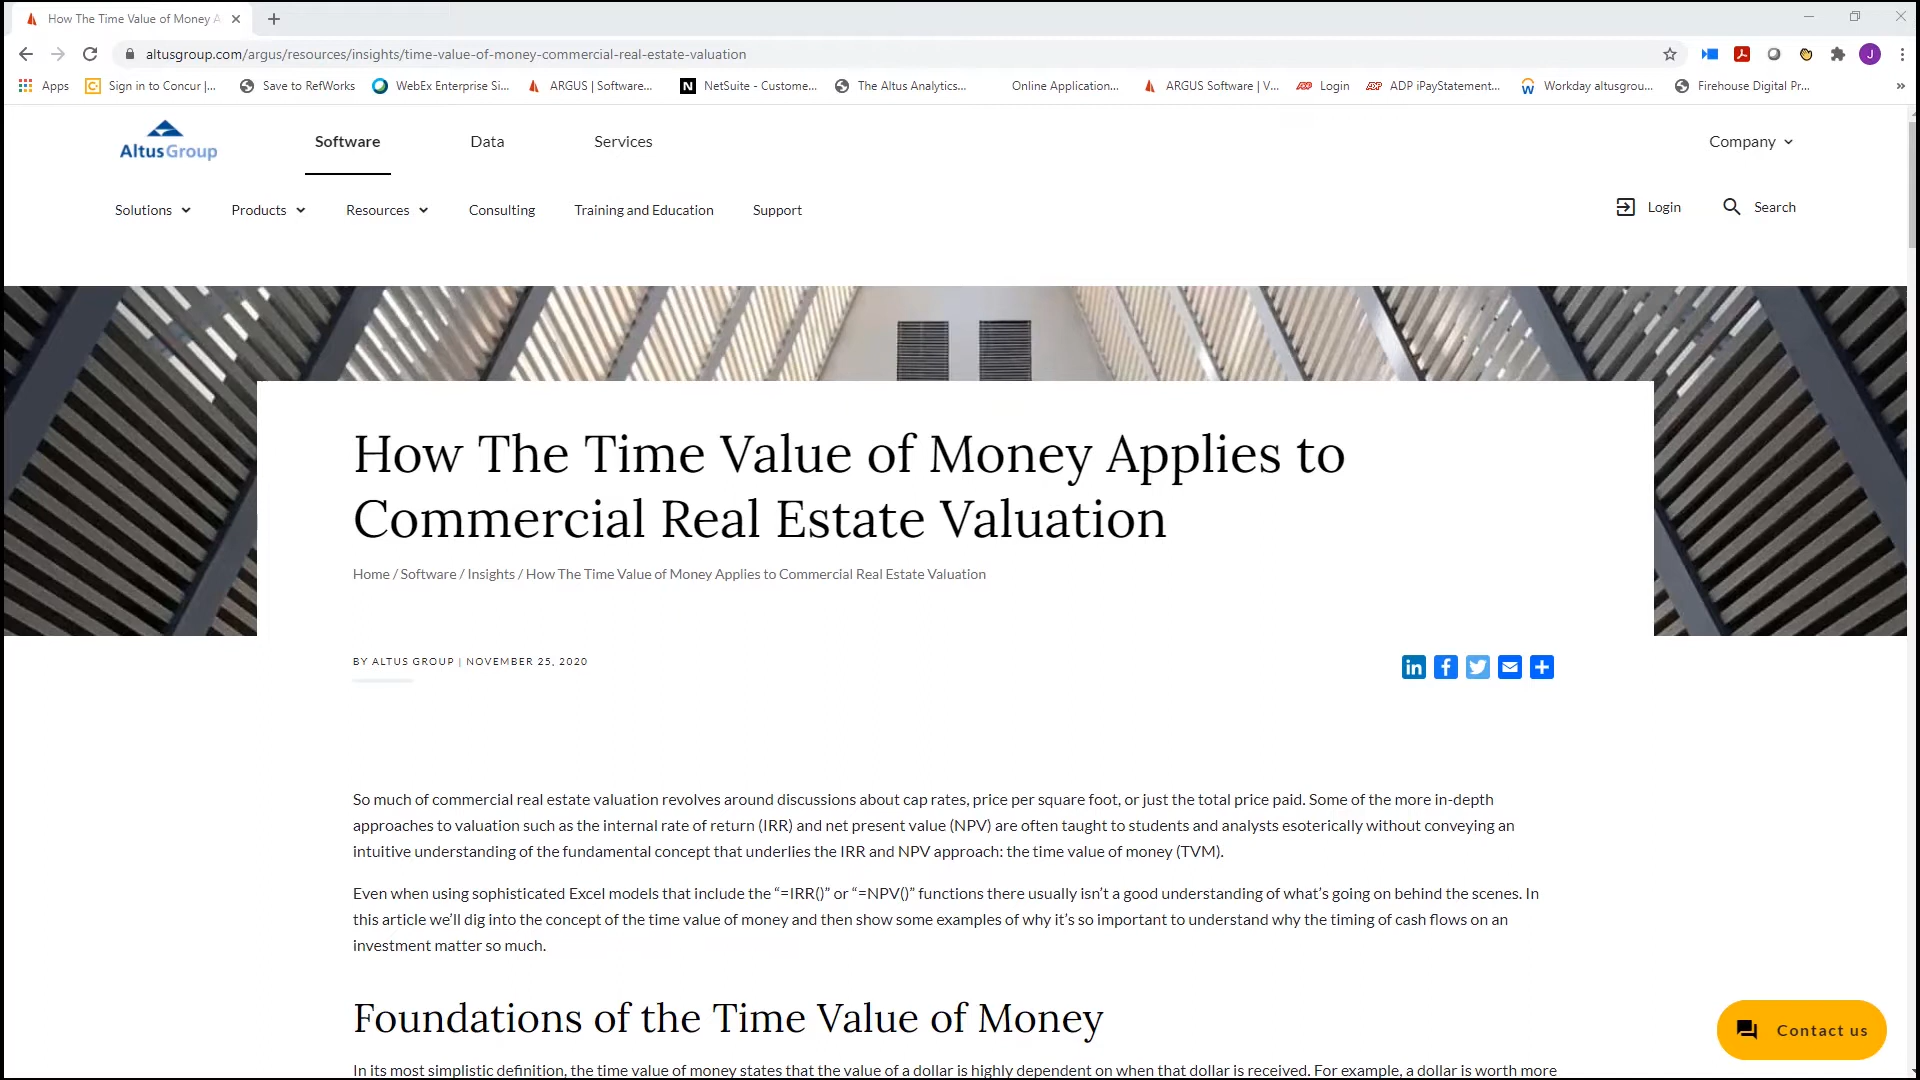 How The Time Value of Money A
altusgroup.com/argus/resources/insights/time-value-of-money-commercial-real-estate-valuation
J
Apps
Sign in to Concur |...
Save to RefWorks
WebEx Enterprise Si...
ARGUS | Software...
NetSuite - Custome...
The Altus Analytics...
Online Application...
ARGUS Software | V...
Login
ADP iPayStatement...
Workday altusgrou...
Firehouse Digital Pr...
AltusGroup
Software
Data
Services
Company
Solutions
Products
Resources
Consulting
Training and Education
Support
Login
Search
How The Time Value of Money Applies to
Commercial Real Estate Valuation
Home / Software / Insights / How The Time Value of Money Applies to Commercial Real Estate Valuation
BY ALTUS GROUP | NOVEMBER 25, 2020
So much of commercial real estate valuation revolves around discussions about cap rates, price per square foot, or just the total price paid. Some of the more in-depth
approaches to valuation such as the internal rate of return (IRR) and net present value (NPV) are often taught to students and analysts esoterically without conveying an
intuitive understanding of the fundamental concept that underlies the IRR and NPV approach: the time value of money (TVM).
Even when using sophisticated Excel models that include the “=IRR()” or “=NPV()” functions there usually isn’t a good understanding of what’s going on behind the scenes. In
this article we’ll dig into the concept of the time value of money and then show some examples of why it’s so important to understand why the timing of cash flows on an
investment matter so much.
Foundations of the Time Value of Money
Contact us
In its most simplistic definition, the time value of money states that the value of a dollar is highly dependent on when that dollar is received. For example, a dollar is worth more